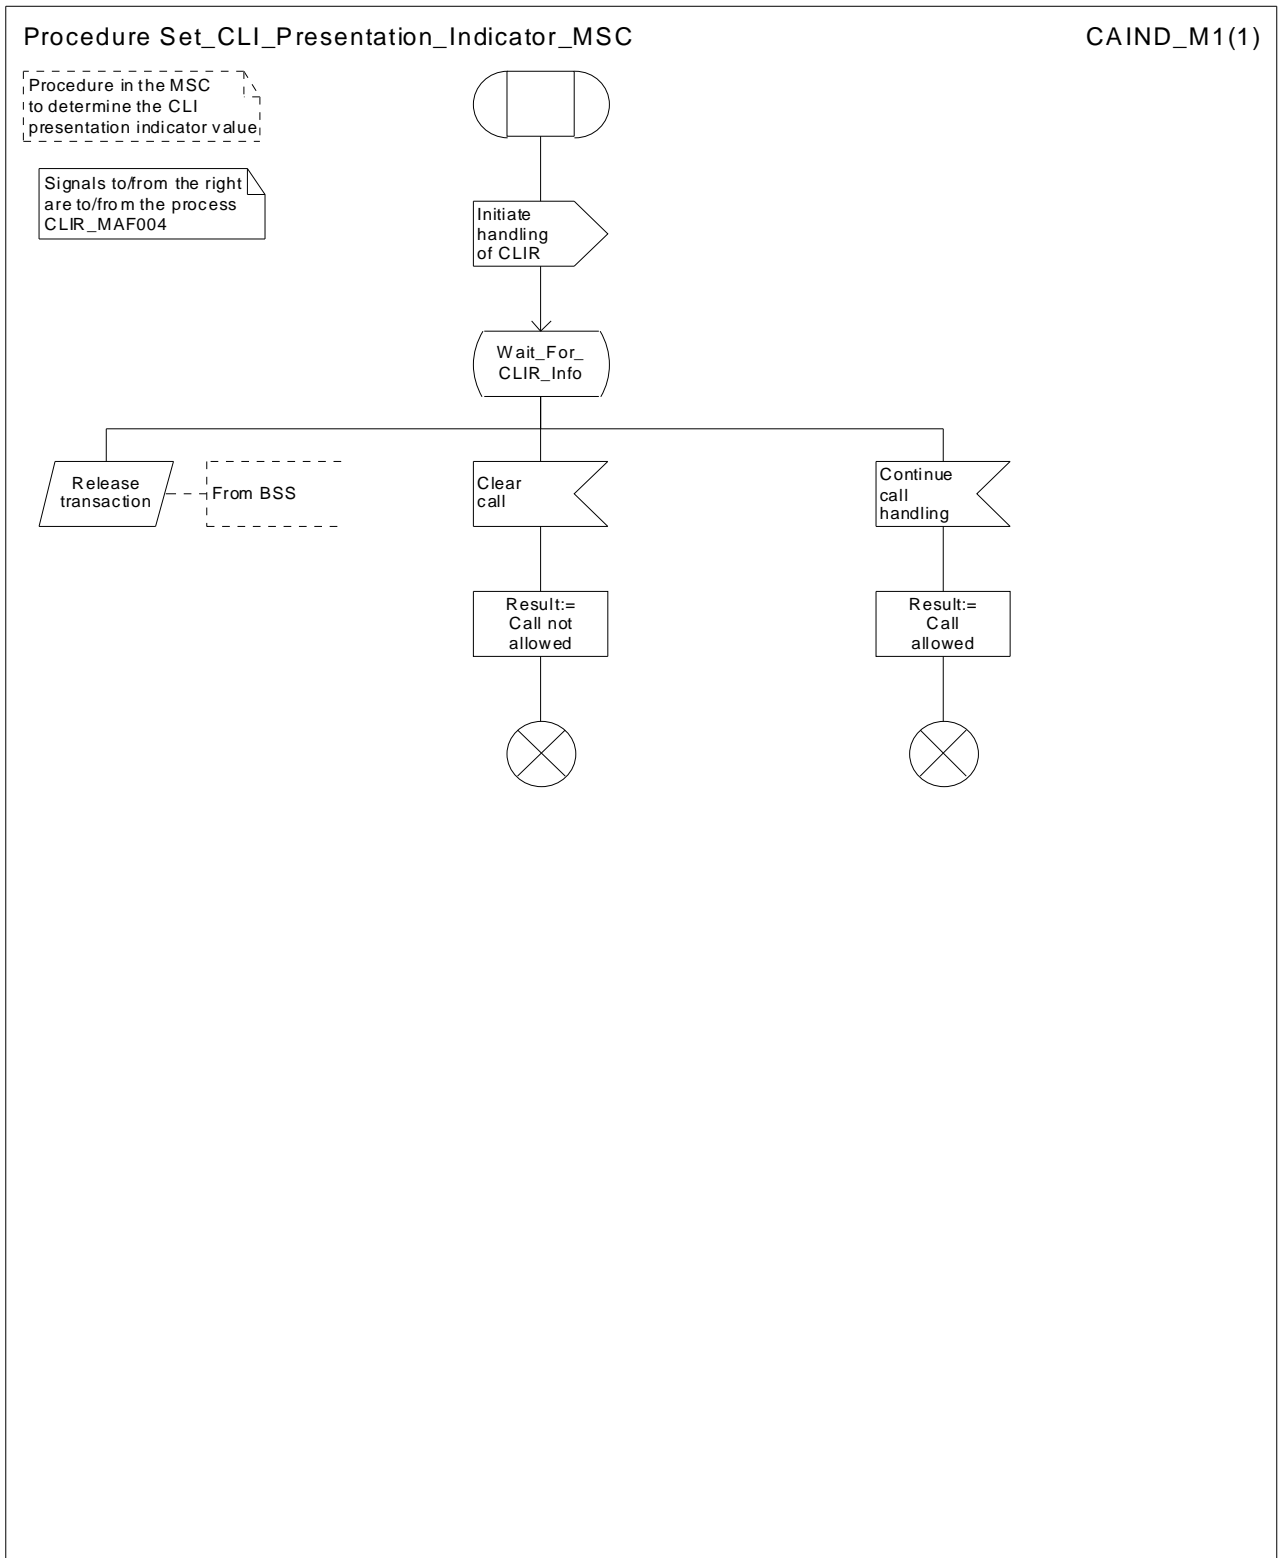 Procedure Set_CLI_Presentation_Indicator_MSC
CAIND_M1(1)
Procedure in the MSC
to determine the CLI
presentation indicator value
Signals to/from the right
are to/from the process
CLIR_MAF004
Initiate
handling
of CLIR
Wait_For_
CLIR_Info
Release
transaction
From BSS
Clear
call
Continue
call
handling
Result:=
Call not
allowed
Result:=
Call
allowed